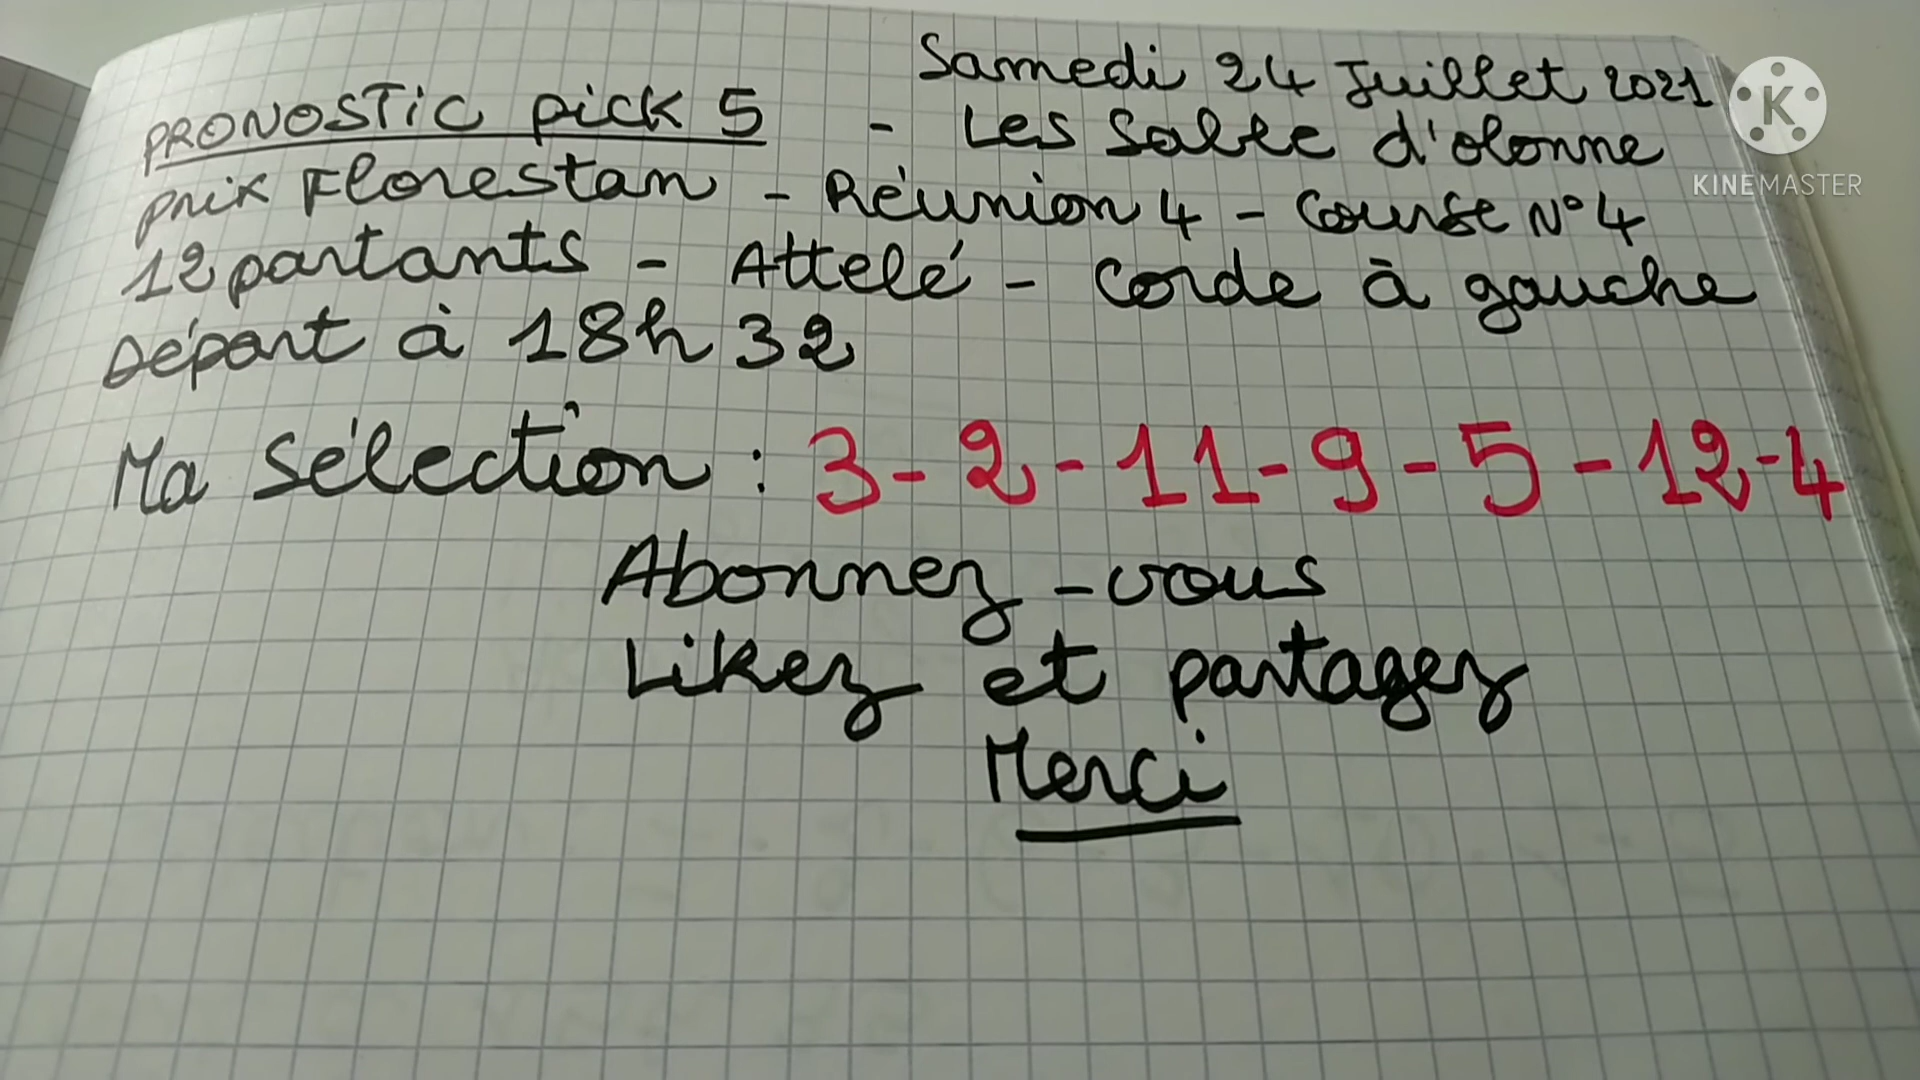 Samedi 24 Juillet 2021
PRONOSTIC pick 5 - Les Sable d'olonne
prix Florestan - Réunion 4 - Course N°4
12 partants - Attelé - Corde à gauche
Départ à 18h32
Ma sélection : 3 - 2 - 11 - 9 - 5 - 12 - 4
Abonnez-vous
Likez et partagez
Merci
K
KINEMASTER